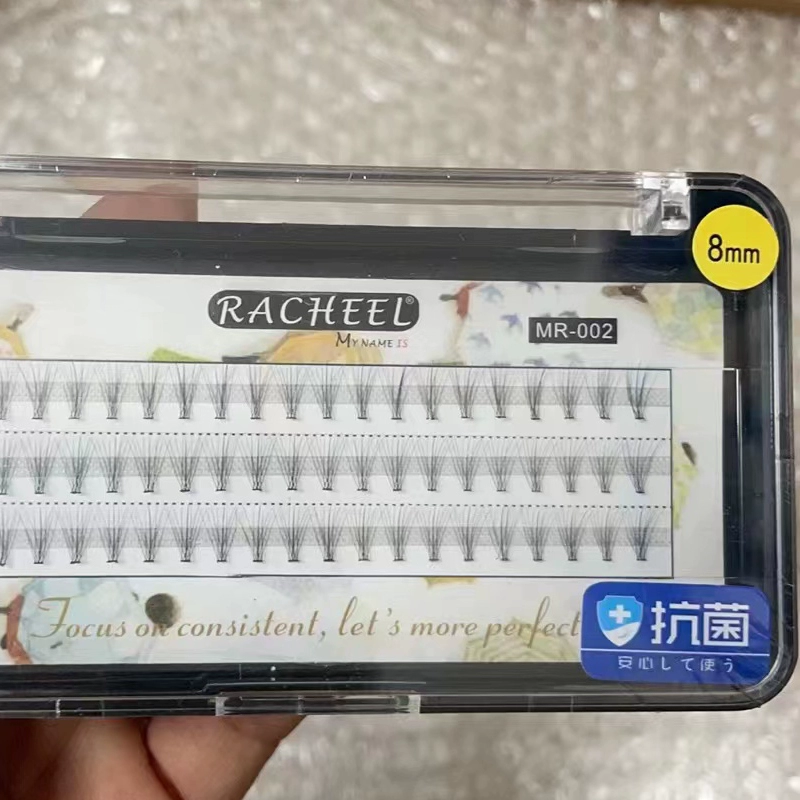 8mm
RACHEEL®
MY NAME IS
MR-002
Focus on consistent, let's more perfect
抗菌
安心して使う